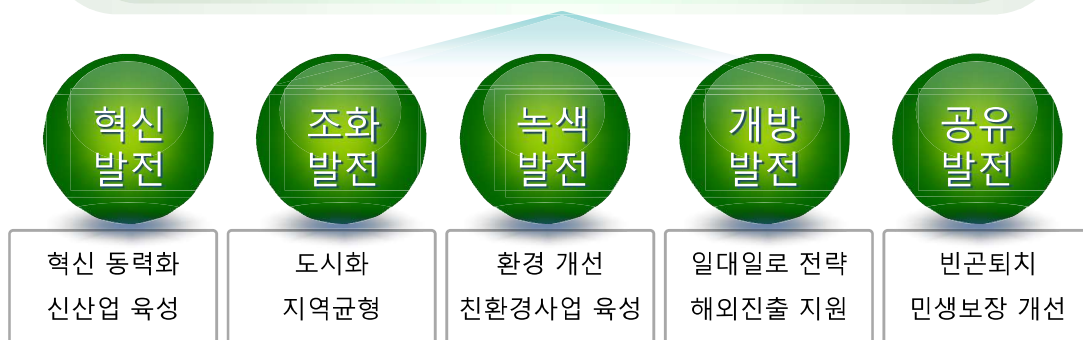 혁신
발전
조화
발전
녹색
발전
개방
발전
공유
발전
혁신 동력화
신산업 육성
도시화
지역균형
환경 개선
친환경사업 육성
일대일로 전략
해외진출 지원
빈곤퇴치
민생보장 개선